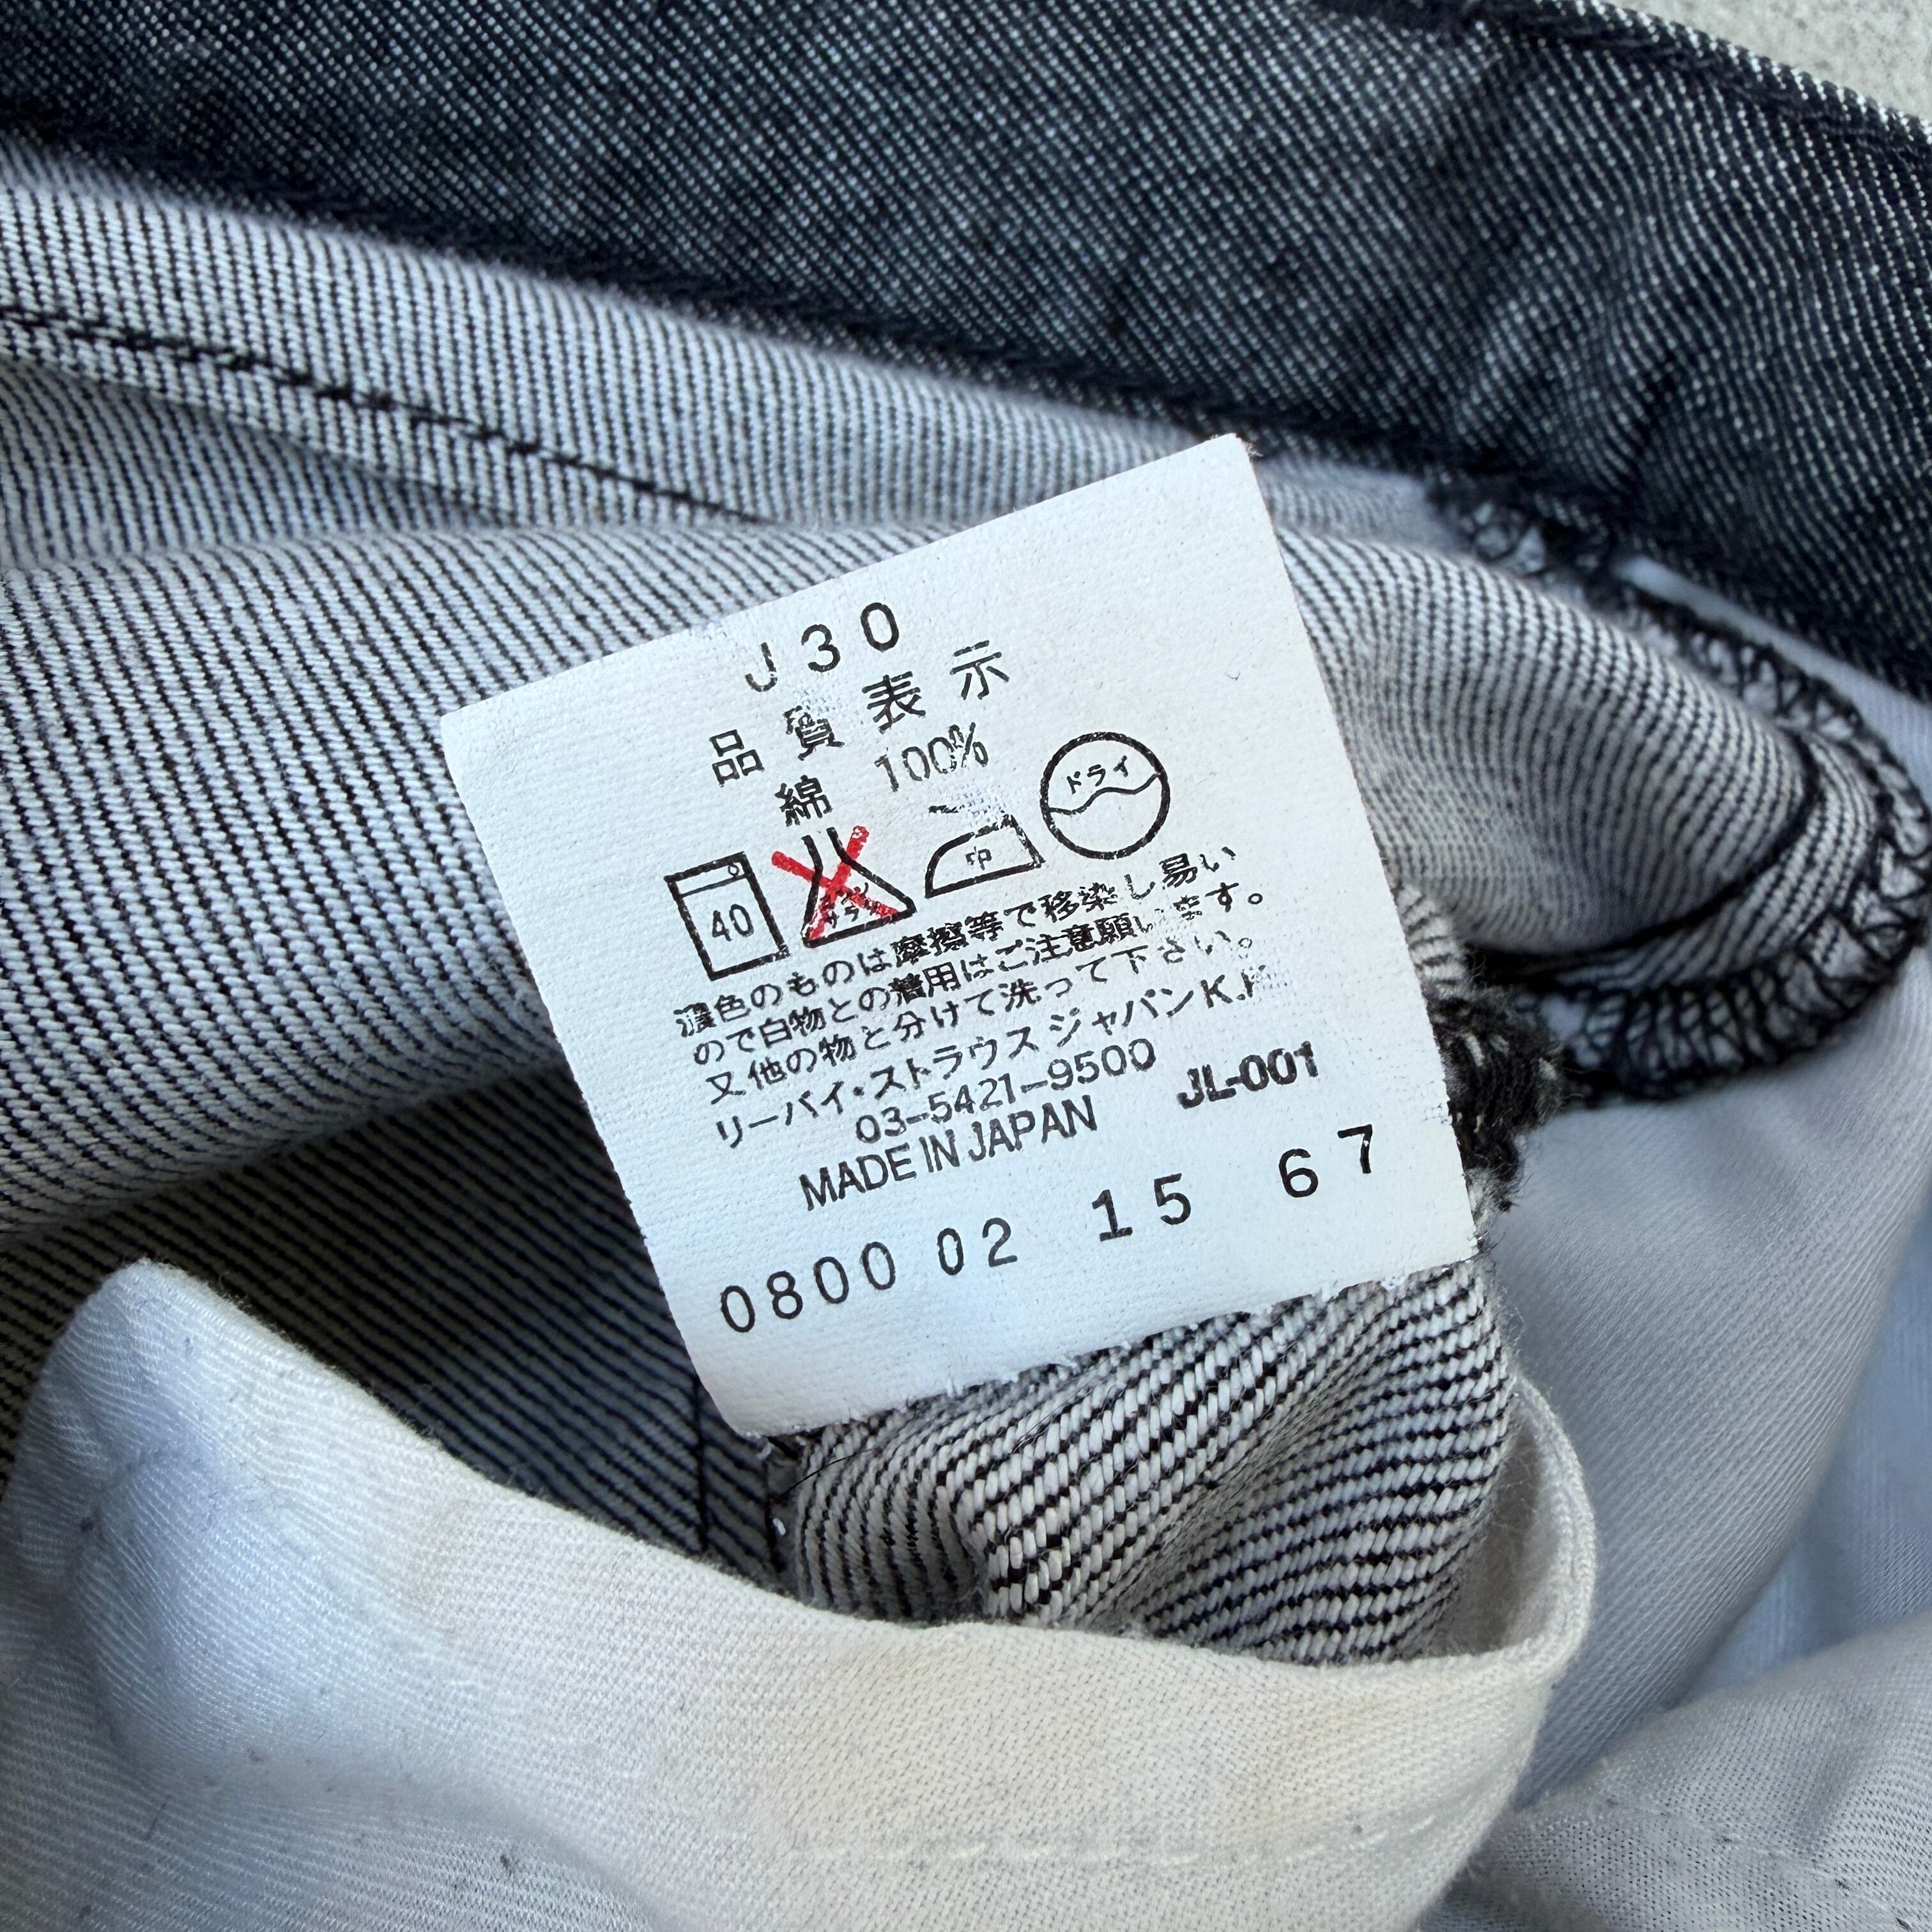 J30
品質表示
綿 100%
40 中 ドライ
濃色のものは摩擦等で移染し易い
ので白物との着用はご注意願います。
又他の物と分けて洗って下さい。
リーバイ・ストラウス ジャパンK.K
03-5421-9500 JL-001
MADE IN JAPAN
0800 02 15 67